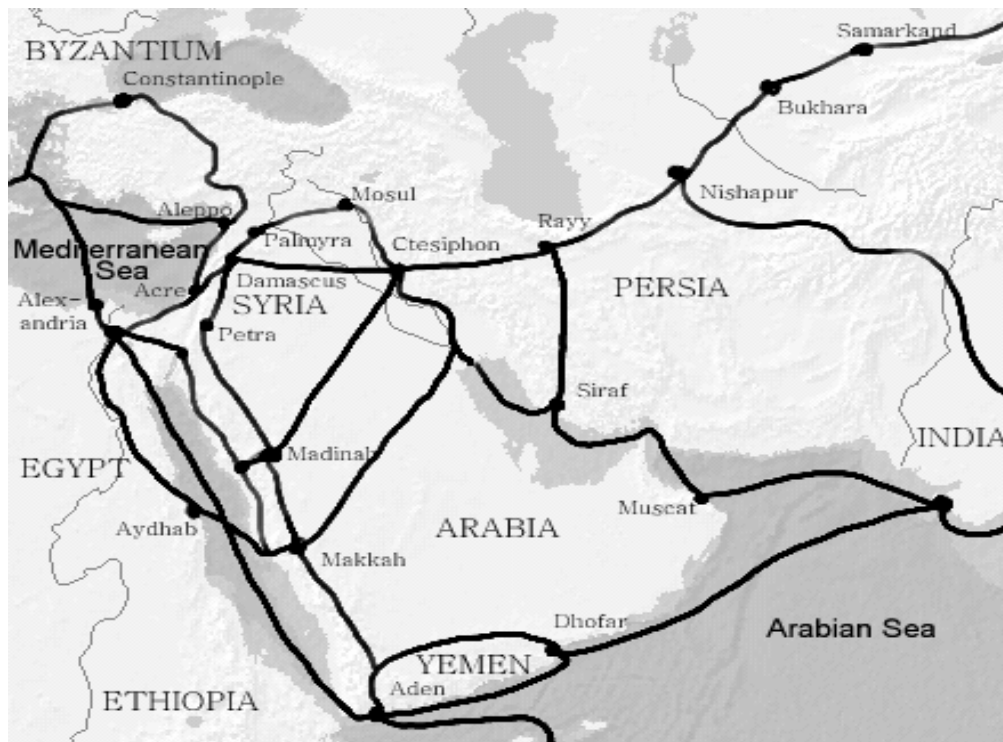 Samarkand
BYZANTIUM
Constantinople
Bukhara
Mosul
Nishapur
Aleppo
Rayy
Palmyra
Ctesiphon
Mediterranean
Sea
Acre
Damascus
PERSIA
Alex-
andria
SYRIA
Petra
Siraf
INDIA
Madinah
EGYPT
Muscat
Aydhab
ARABIA
Makkah
Dhofar
Arabian Sea
YEMEN
Aden
ETHIOPIA